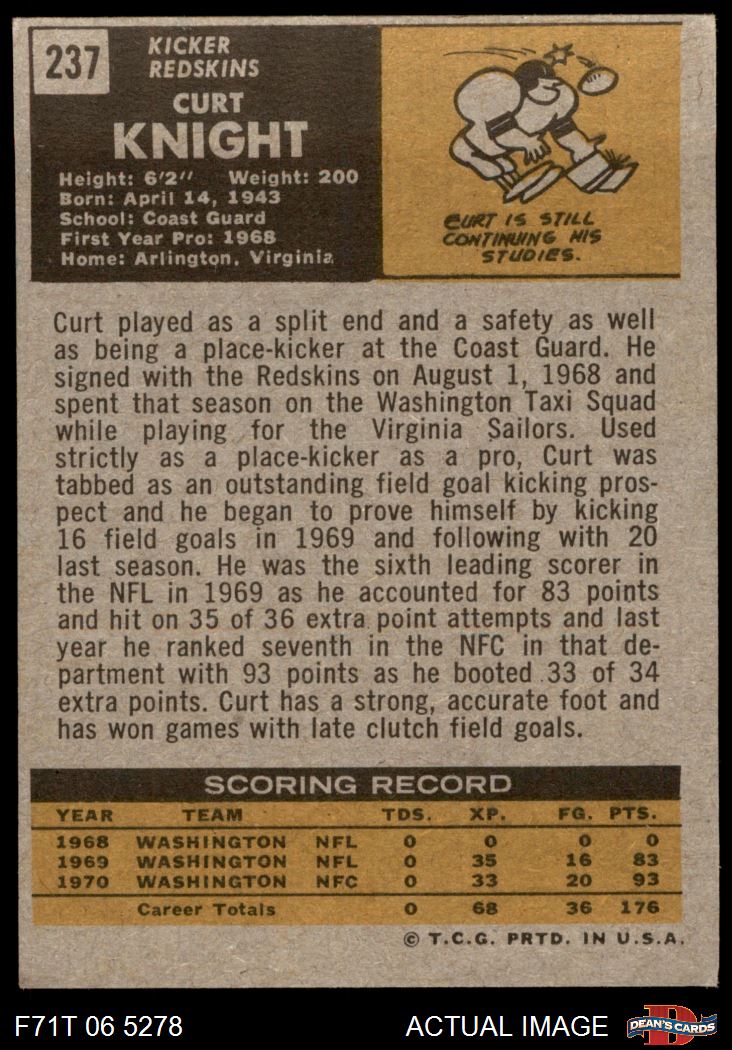 237
KICKER
REDSKINS
CURT
KNIGHT
Height: 6'2" Weight: 200
Born: April 14, 1943
School: Coast Guard
First Year Pro: 1968
Home: Arlington, Virginia
CURT IS STILL
CONTINUING HIS
STUDIES.
Curt played as a split end and a safety as well
as being a place-kicker at the Coast Guard. He
signed with the Redskins on August 1, 1968 and
spent that season on the Washington Taxi Squad
while playing for the Virginia Sailors. Used
strictly as a place-kicker as a pro, Curt was
tabbed as an outstanding field goal kicking pros-
pect and he began to prove himself by kicking
16 field goals in 1969 and following with 20
last season. He was the sixth leading scorer in
the NFL in 1969 as he accounted for 83 points
and hit on 35 of 36 extra point attempts and last
year he ranked seventh in the NFC in that de-
partment with 93 points as he booted 33 of 34
extra points. Curt has a strong, accurate foot and
has won games with late clutch field goals.
SCORING RECORD
YEAR TEAM TDS. XP. FG. PTS.
1968 WASHINGTON NFL 0 0 0 0
1969 WASHINGTON NFL 0 35 16 83
1970 WASHINGTON NFC 0 33 20 93
Career Totals 0 68 36 176
© T.C.G. PRTD. IN U.S.A.
F71T 06 5278 ACTUAL IMAGE D DEAN'S CARDS